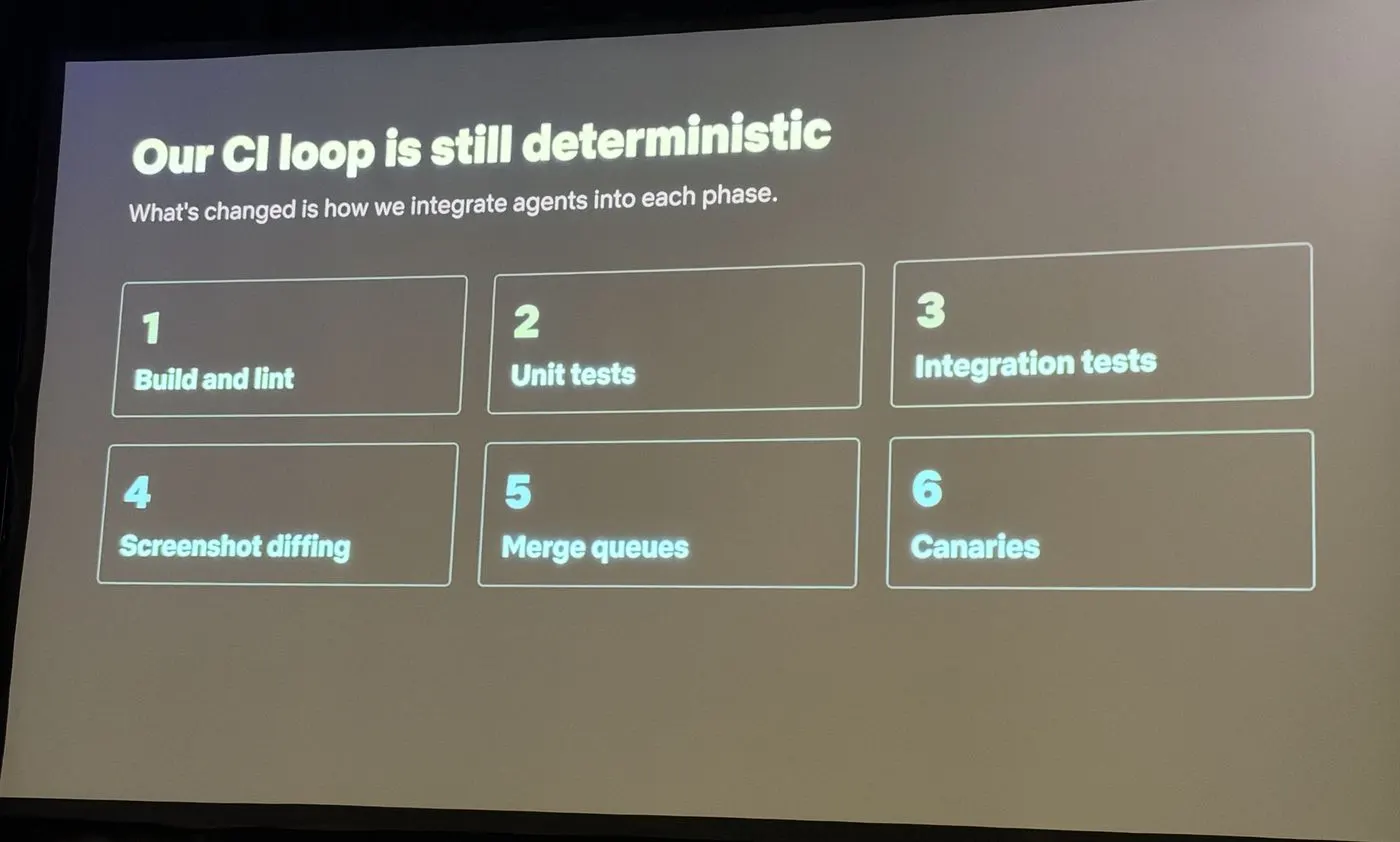 Our CI loop is still deterministic
What's changed is how we integrate agents into each phase.
1
Build and lint
2
Unit tests
3
Integration tests
4
Screenshot diffing
5
Merge queues
6
Canaries